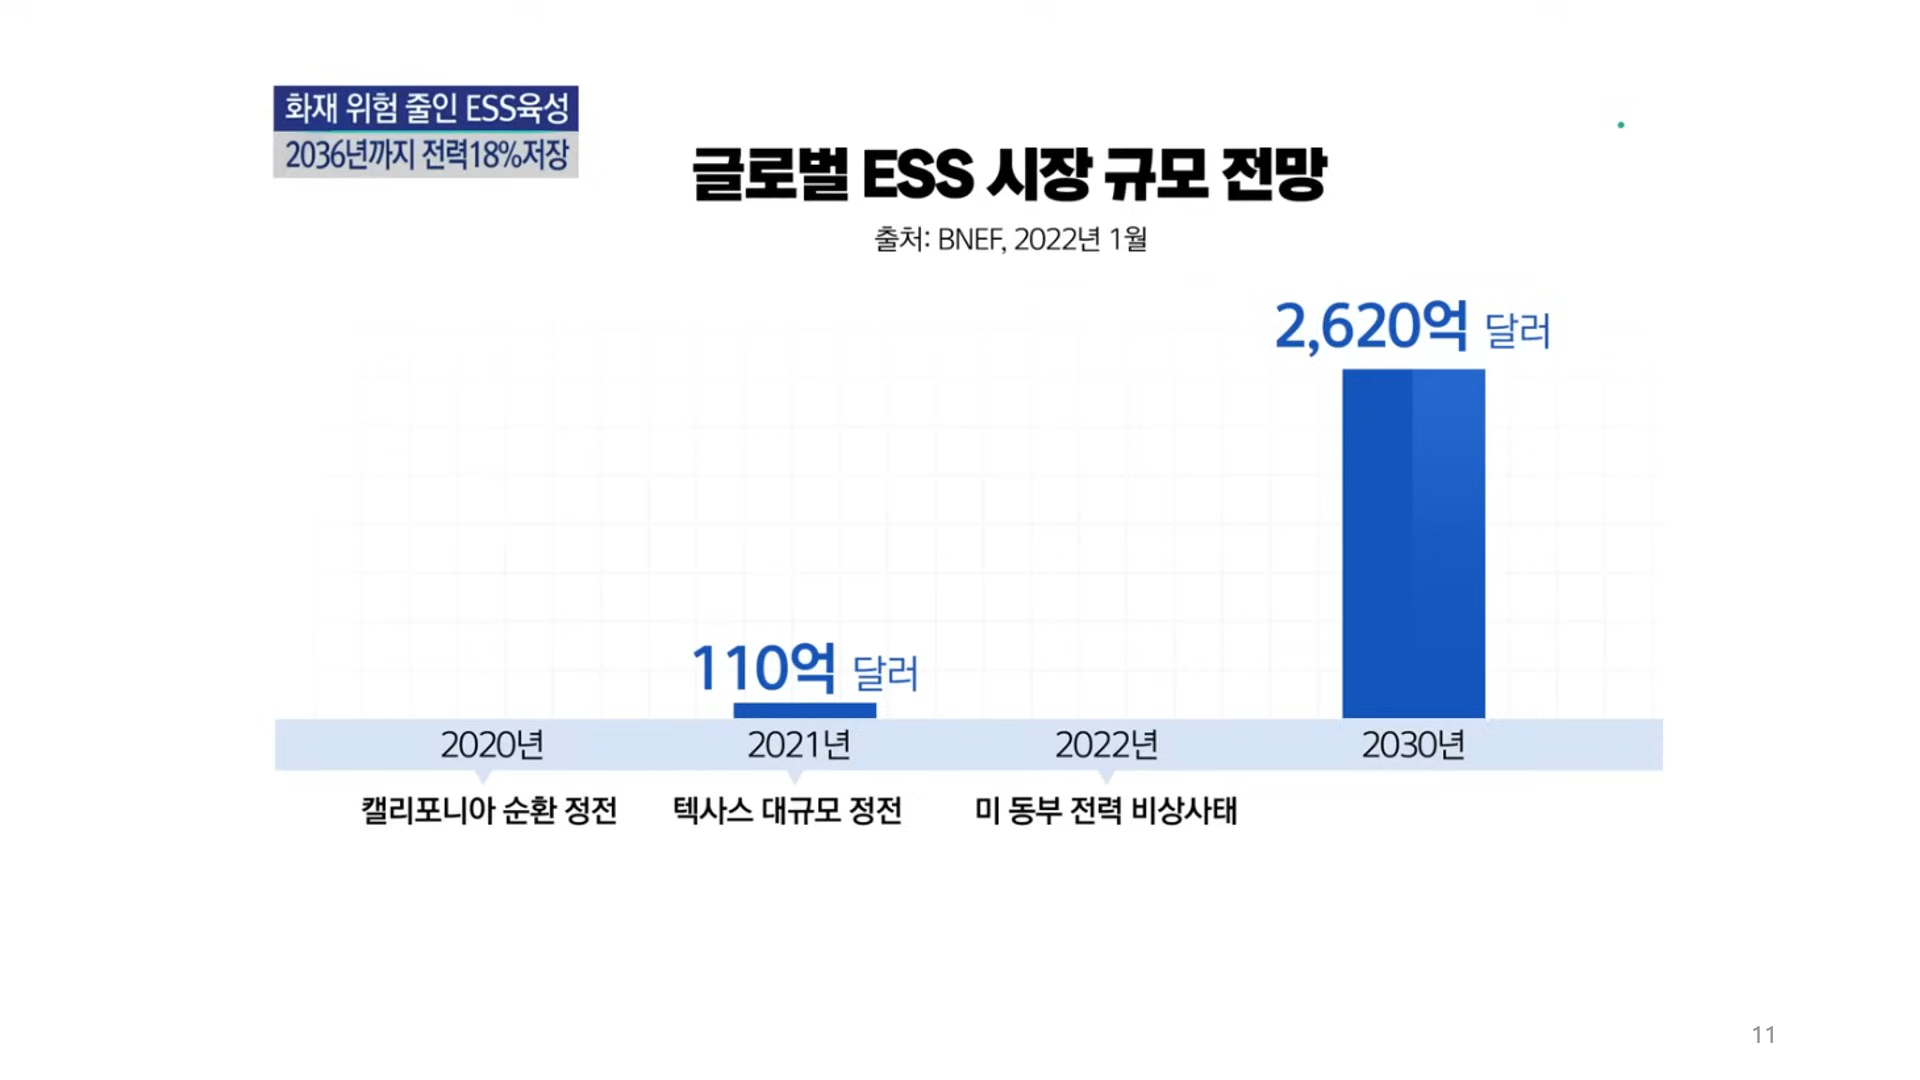 화재 위험 줄인 ESS육성
2036년까지 전력18%저장
글로벌 ESS 시장 규모 전망
출처: BNEF, 2022년 1월
2,620억 달러
110억 달러
2020년 2021년 2022년 2030년
캘리포니아 순환 정전 텍사스 대규모 정전 미 동부 전력 비상사태
11